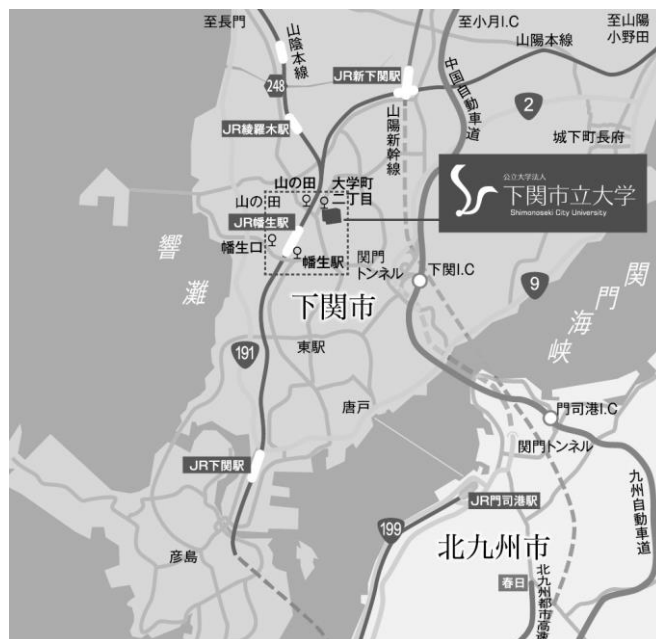 至長門
山陰本線
至小月I.C
至山陽
小野田
山陽本線
248
JR新下関駅
中国自動車道
2
JR綾羅木駅
山陽新幹線
城下町長府
山の田
大学町
二丁目
山の田
公立大学法人
下関市立大学
Shimonoseki City University
JR幡生駅
幡生口
幡生駅
関門
トンネル
下関I.C
響灘
下関市
9
関門海峡
191
東駅
唐戸
門司港I.C
関門トンネル
JR下関駅
JR門司港駅
九州自動車道
199
北九州市
彦島
春日
北九州都市高速